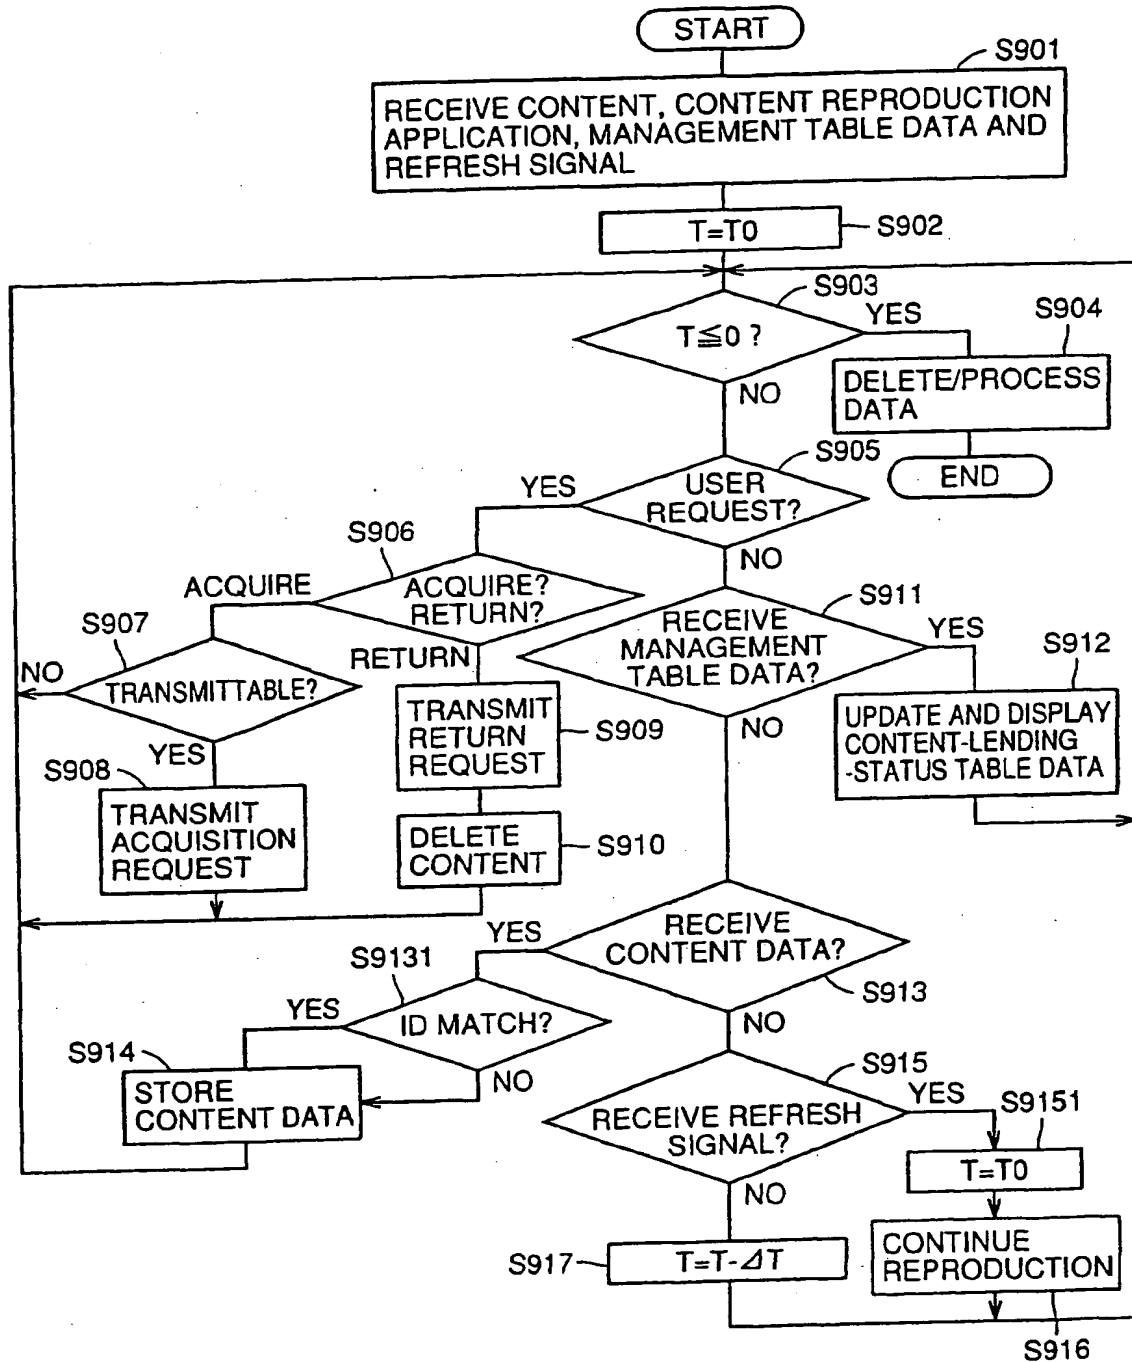 START
S901
RECEIVE CONTENT, CONTENT REPRODUCTION
APPLICATION, MANAGEMENT TABLE DATA AND
REFRESH SIGNAL
T=T0
S902
S903
T≦0 ?
YES
S904
NO
DELETE/PROCESS
DATA
END
S905
USER
REQUEST?
YES
NO
S906
ACQUIRE?
RETURN?
ACQUIRE
RETURN
S907
TRANSMITTABLE?
NO
YES
S908
TRANSMIT
ACQUISITION
REQUEST
TRANSMIT
RETURN
REQUEST
S909
DELETE
CONTENT
S910
S911
RECEIVE
MANAGEMENT
TABLE DATA?
YES
NO
S912
UPDATE AND DISPLAY
CONTENT-LENDING
-STATUS TABLE DATA
RECEIVE
CONTENT DATA?
YES
S913
NO
S9131
ID MATCH?
YES
NO
S914
STORE
CONTENT DATA
S915
RECEIVE REFRESH
SIGNAL?
YES
NO
S9151
T=T0
CONTINUE
REPRODUCTION
S916
S917
T=T-⊿T